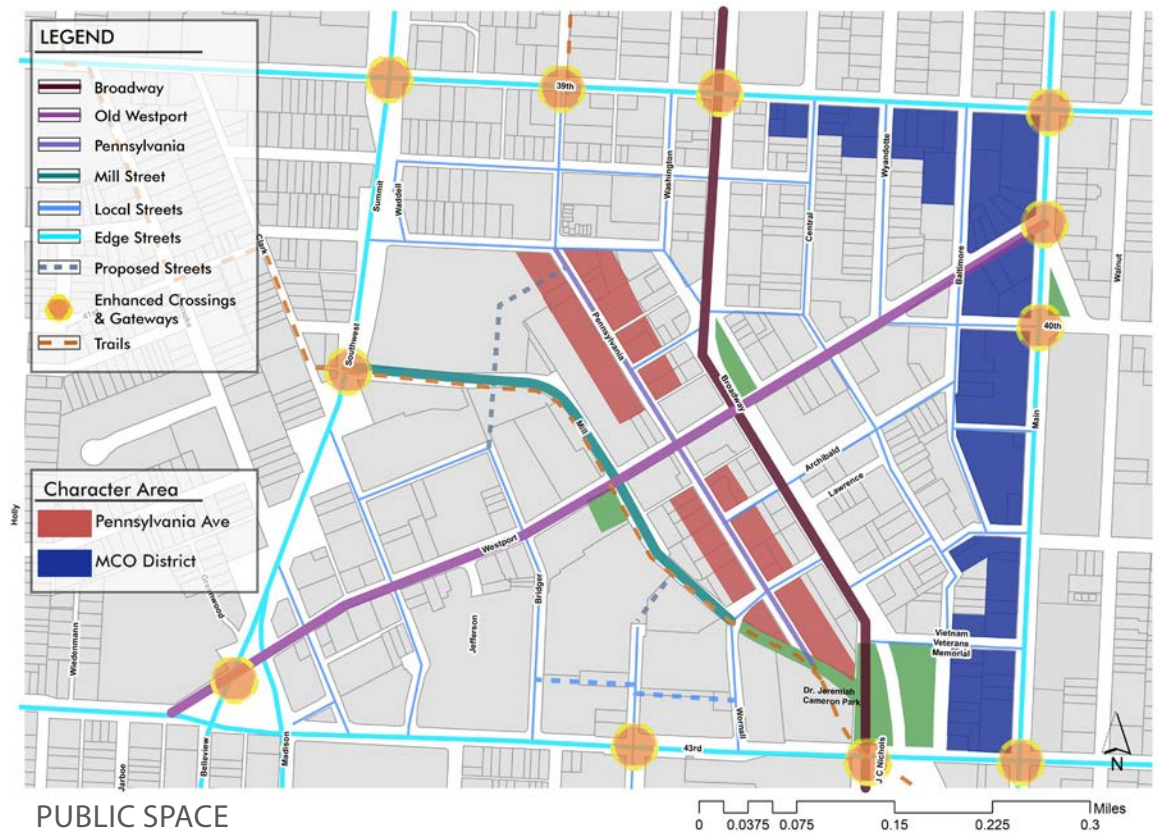 LEGEND
Broadway
Old Westport
Pennsylvania
Mill Street
Local Streets
Edge Streets
Proposed Streets
Enhanced Crossings
& Gateways
Trails
Character Area
Pennsylvania Ave
MCO District
39th
Summit
Waddell
Washington
Central
Wyandotte
Baltimore
Walnut
Clark
Southwest
Pennsylvania
Broadway
40th
Main
Mill
Archibald
Lawrence
Holly
Westport
Bridger
Jefferson
Greenwood
Wiedenmann
Vietnam
Veterans
Memorial
Dr. Jeremiah
Cameron Park
Wornall
43rd
J C Nichols
Jarboe
Belleview
Madison
N
PUBLIC SPACE
Miles
0 0.0375 0.075 0.15 0.225 0.3